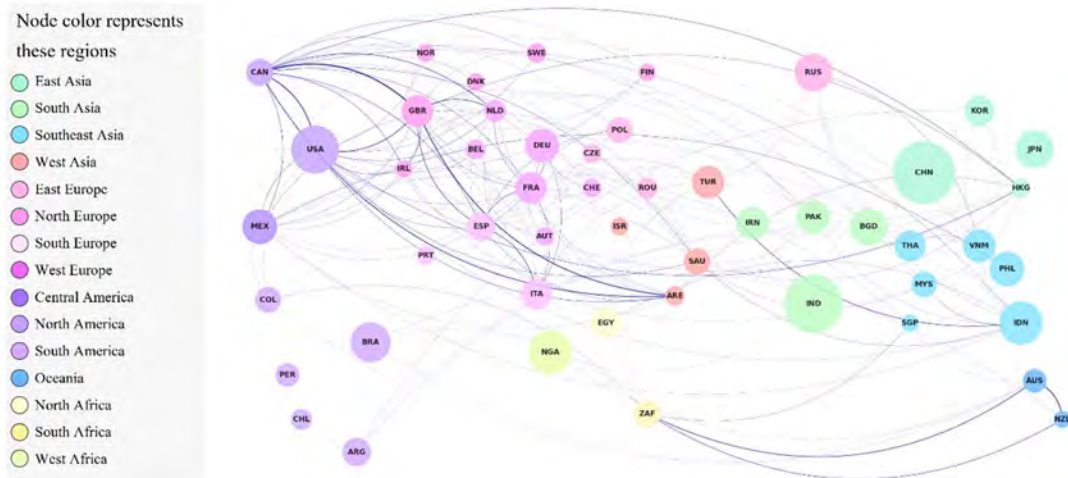 Node color represents
these regions
East Asia
South Asia
Southeast Asia
West Asia
East Europe
North Europe
South Europe
West Europe
Central America
North America
South America
Oceania
North Africa
South Africa
West Africa
NOR
SWE
CAN
FIN
RUS
DNK
GBR
NLD
KOR
POL
USA
BEL
DEU
CZE
JPN
IRL
CHN
FRA
CHE
ROU
TUR
HKG
MEX
ESP
AUT
ISR
IRN
PAK
BGD
PRT
SAU
THA
VNM
PHL
COL
ITA
ARE
MYS
IND
EGY
SGP
IDN
BRA
NGA
PER
AUS
CHL
ZAF
NZL
ARG